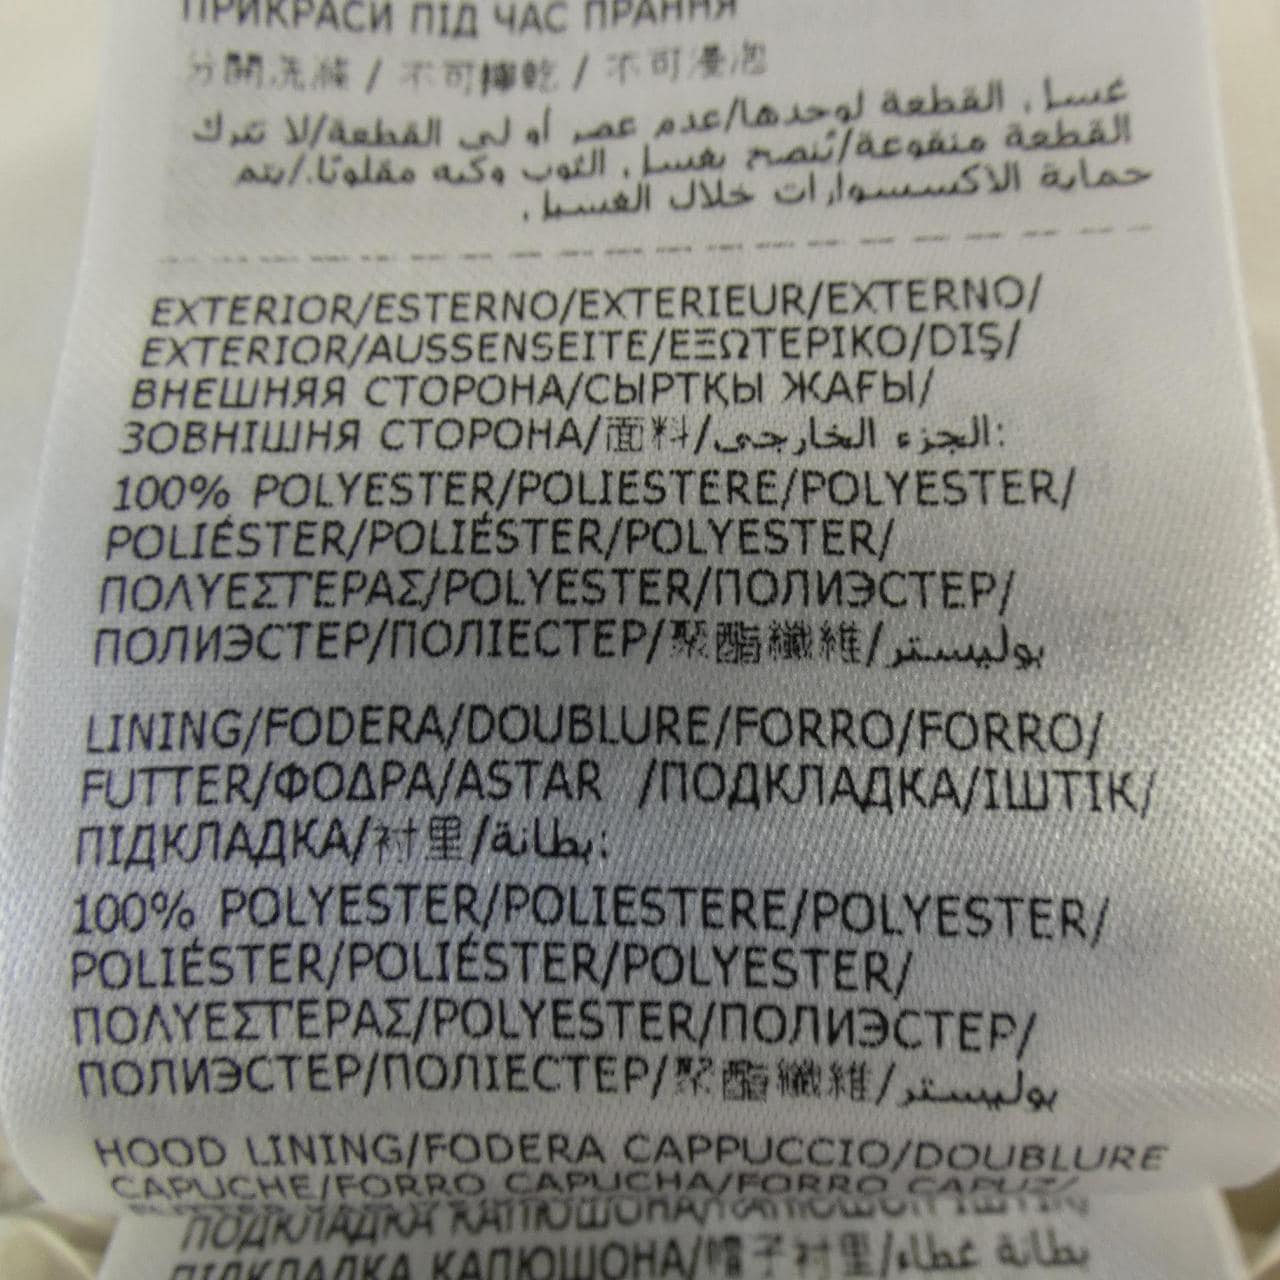 ПРИКРАСИ ПІД ЧАС ПРАННЯ
分開洗滌 / 不可擰乾 / 不可浸泡
غسل القطعة لوحدها/عدم عصر أو لي القطعة/لا تترك
القطعة منقوعة/يُنصح بغسل الثوب وكيه مقلوبًا./يتم
حماية الاكسسوارات خلال الغسيل.
EXTERIOR/ESTERNO/EXTERIEUR/EXTERNO/
EXTERIOR/AUSSENSEITE/ΕΞΩΤΕΡΙΚΟ/DIŞ/
ВНЕШНЯЯ СТОРОНА/СЫРТҚЫ ЖАҒЫ/
ЗОВНІШНЯ СТОРОНА/面料/الجزء الخارجي:
100% POLYESTER/POLIESTERE/POLYESTER/
POLIÉSTER/POLIÉSTER/POLYESTER/
ΠΟΛΥΕΣΤΕΡΑΣ/POLYESTER/ПОЛИЭСТЕР/
ПОЛИЭСТЕР/ПОЛІЕСТЕР/聚酯纖維/بوليستر
LINING/FODERA/DOUBLURE/FORRO/FORRO/
FUTTER/ΦΟΔΡΑ/ASTAR /ПОДКЛАДКА/ІШТІК/
ПІДКЛАДКА/衬里/بطانة:
100% POLYESTER/POLIESTERE/POLYESTER/
POLIÉSTER/POLIÉSTER/POLYESTER/
ΠΟΛΥΕΣΤΕΡΑΣ/POLYESTER/ПОЛИЭСТЕР/
ПОЛИЭСТЕР/ПОЛІЕСТЕР/聚酯纖維/بوليستر
HOOD LINING/FODERA CAPPUCCIO/DOUBLURE
CAPUCHE/FORRO CAPUCHA/FORRO CAPUZ/
ПОДКЛАДКА КАПЮШОНА/КАПЮШОН ІШТІК/
ПІДКЛАДКА КАПЮШОНА/帽子衬里/بطانة غطاء